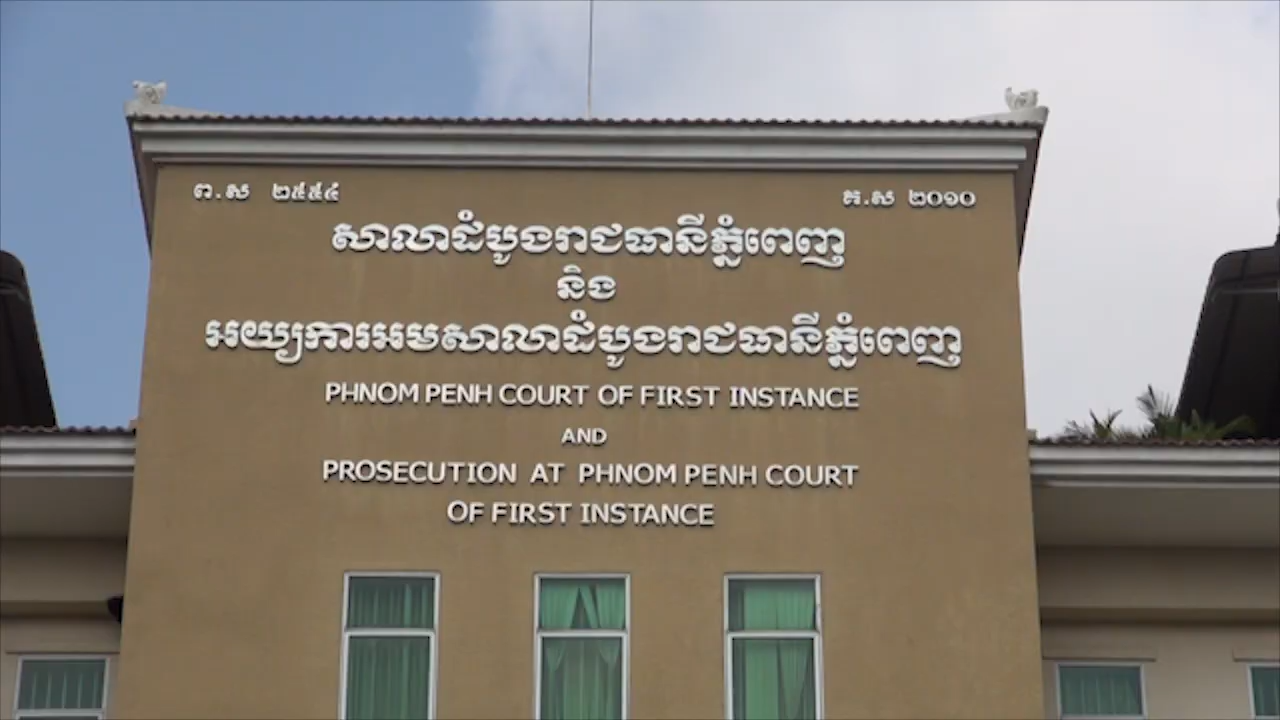 ព.ស ២៥៥៤
គ.ស ២០១០
សាលាដំបូងរាជធានីភ្នំពេញ
និង
អយ្យការអមសាលាដំបូងរាជធានីភ្នំពេញ
PHNOM PENH COURT OF FIRST INSTANCE
AND
PROSECUTION AT PHNOM PENH COURT
OF FIRST INSTANCE